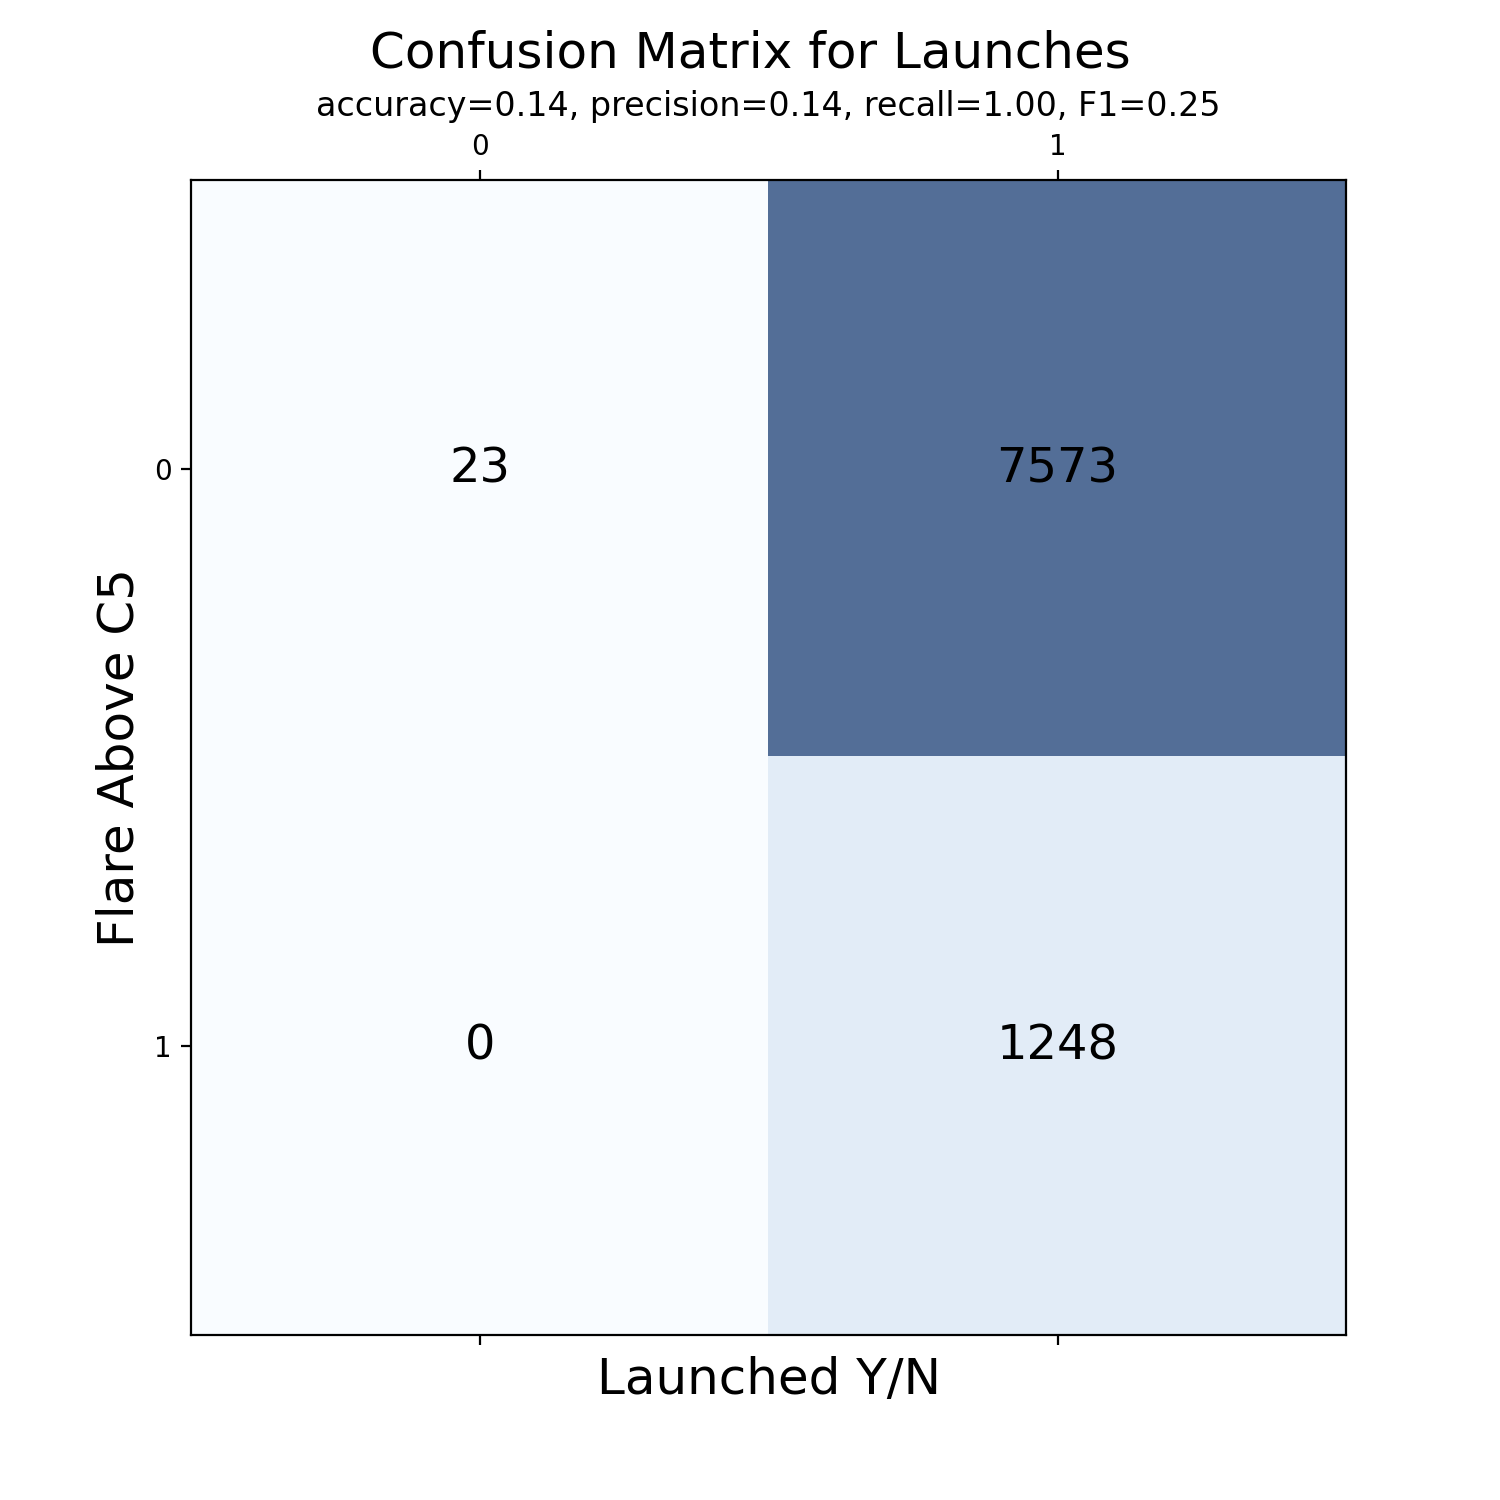 Confusion Matrix for Launches
accuracy=0.14, precision=0.14, recall=1.00, F1=0.25
0 1
0 23 7573
Flare Above C5
1 0 1248
Launched Y/N